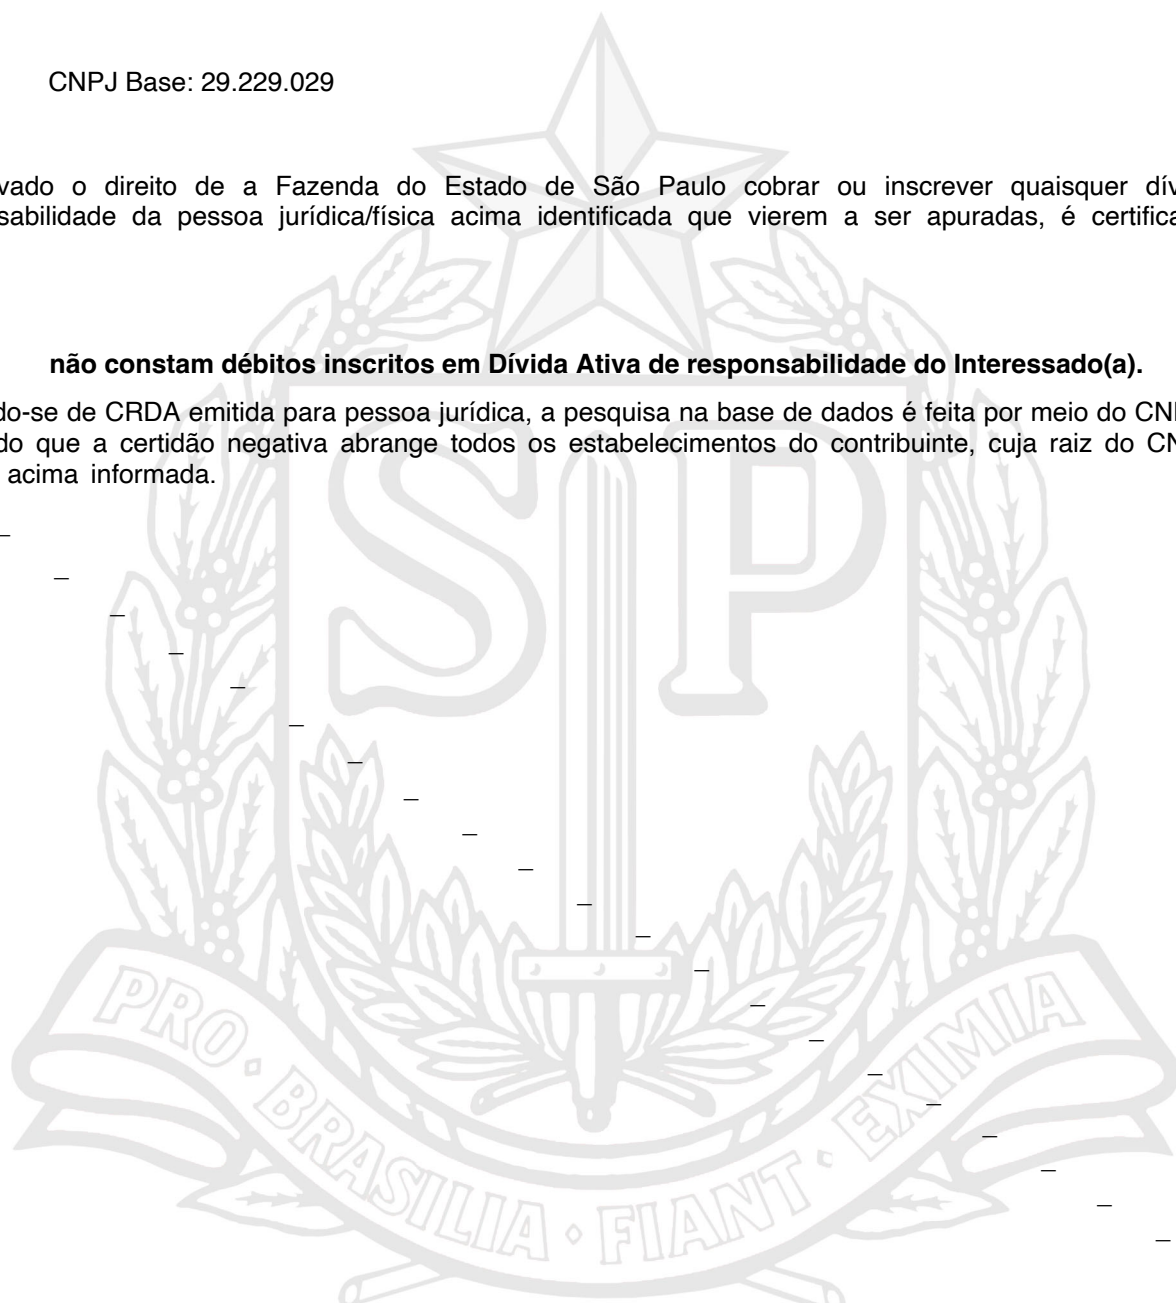 CNPJ Base: 29.229.029
vado o direito de a Fazenda do Estado de São Paulo cobrar ou inscrever quaisquer dív
sabilidade da pessoa jurídica/física acima identificada que vierem a ser apuradas, é certifica
não constam débitos inscritos em Dívida Ativa de responsabilidade do Interessado(a).
do-se de CRDA emitida para pessoa jurídica, a pesquisa na base de dados é feita por meio do CN
do que a certidão negativa abrange todos os estabelecimentos do contribuinte, cuja raiz do CN
acima informada.
SP
PRO • BRASILIA • FIANT • EXIMIA